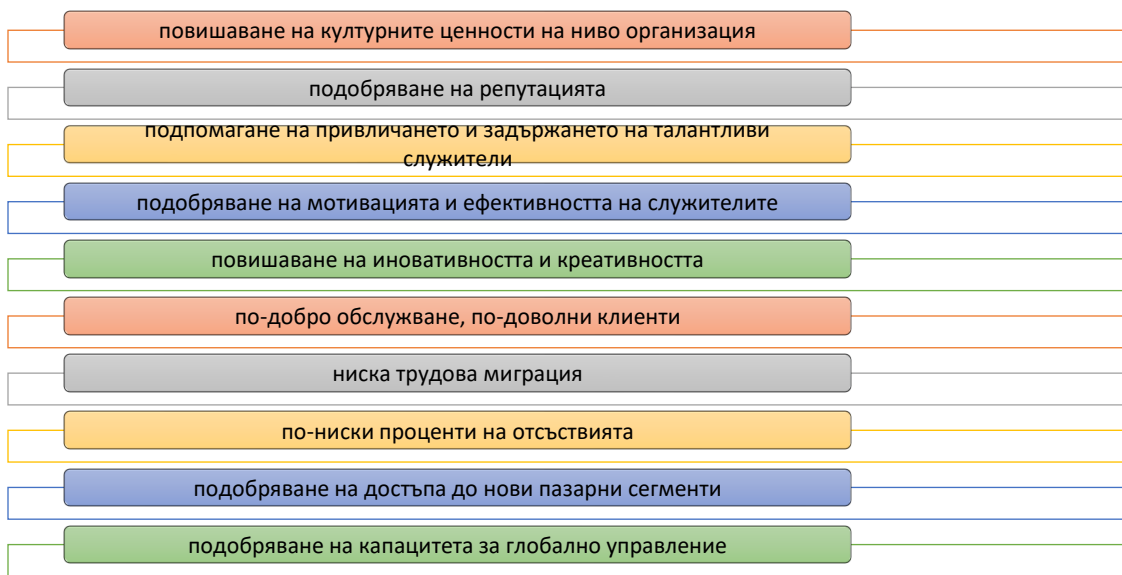 повишаване на културните ценности на ниво организация
подобряване на репутацията
подпомагане на привличането и задържането на талантливи
служители
подобряване на мотивацията и ефективността на служителите
повишаване на иновативността и креативността
по-добро обслужване, по-доволни клиенти
ниска трудова миграция
по-ниски проценти на отсъствията
подобряване на достъпа до нови пазарни сегменти
подобряване на капацитета за глобално управление